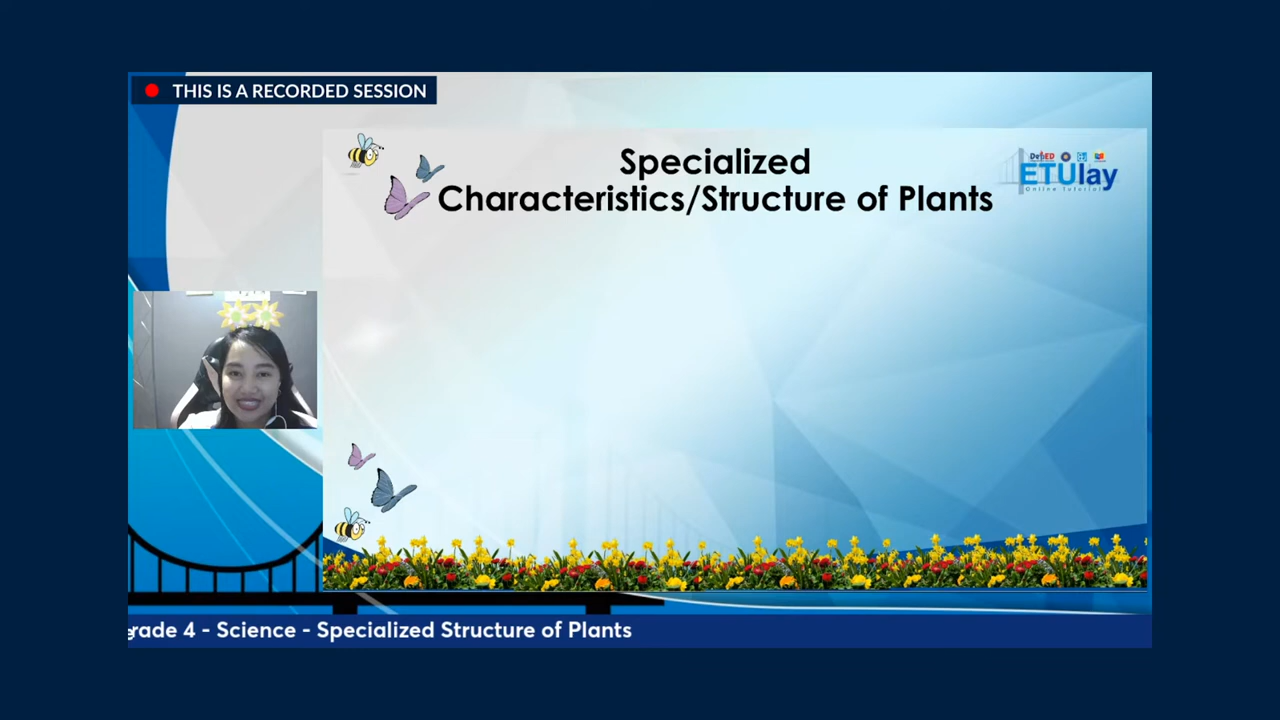 THIS IS A RECORDED SESSION
Specialized
Characteristics/Structure of Plants
DepED
ETUlay
Online Tutorial
rade 4 - Science - Specialized Structure of Plants